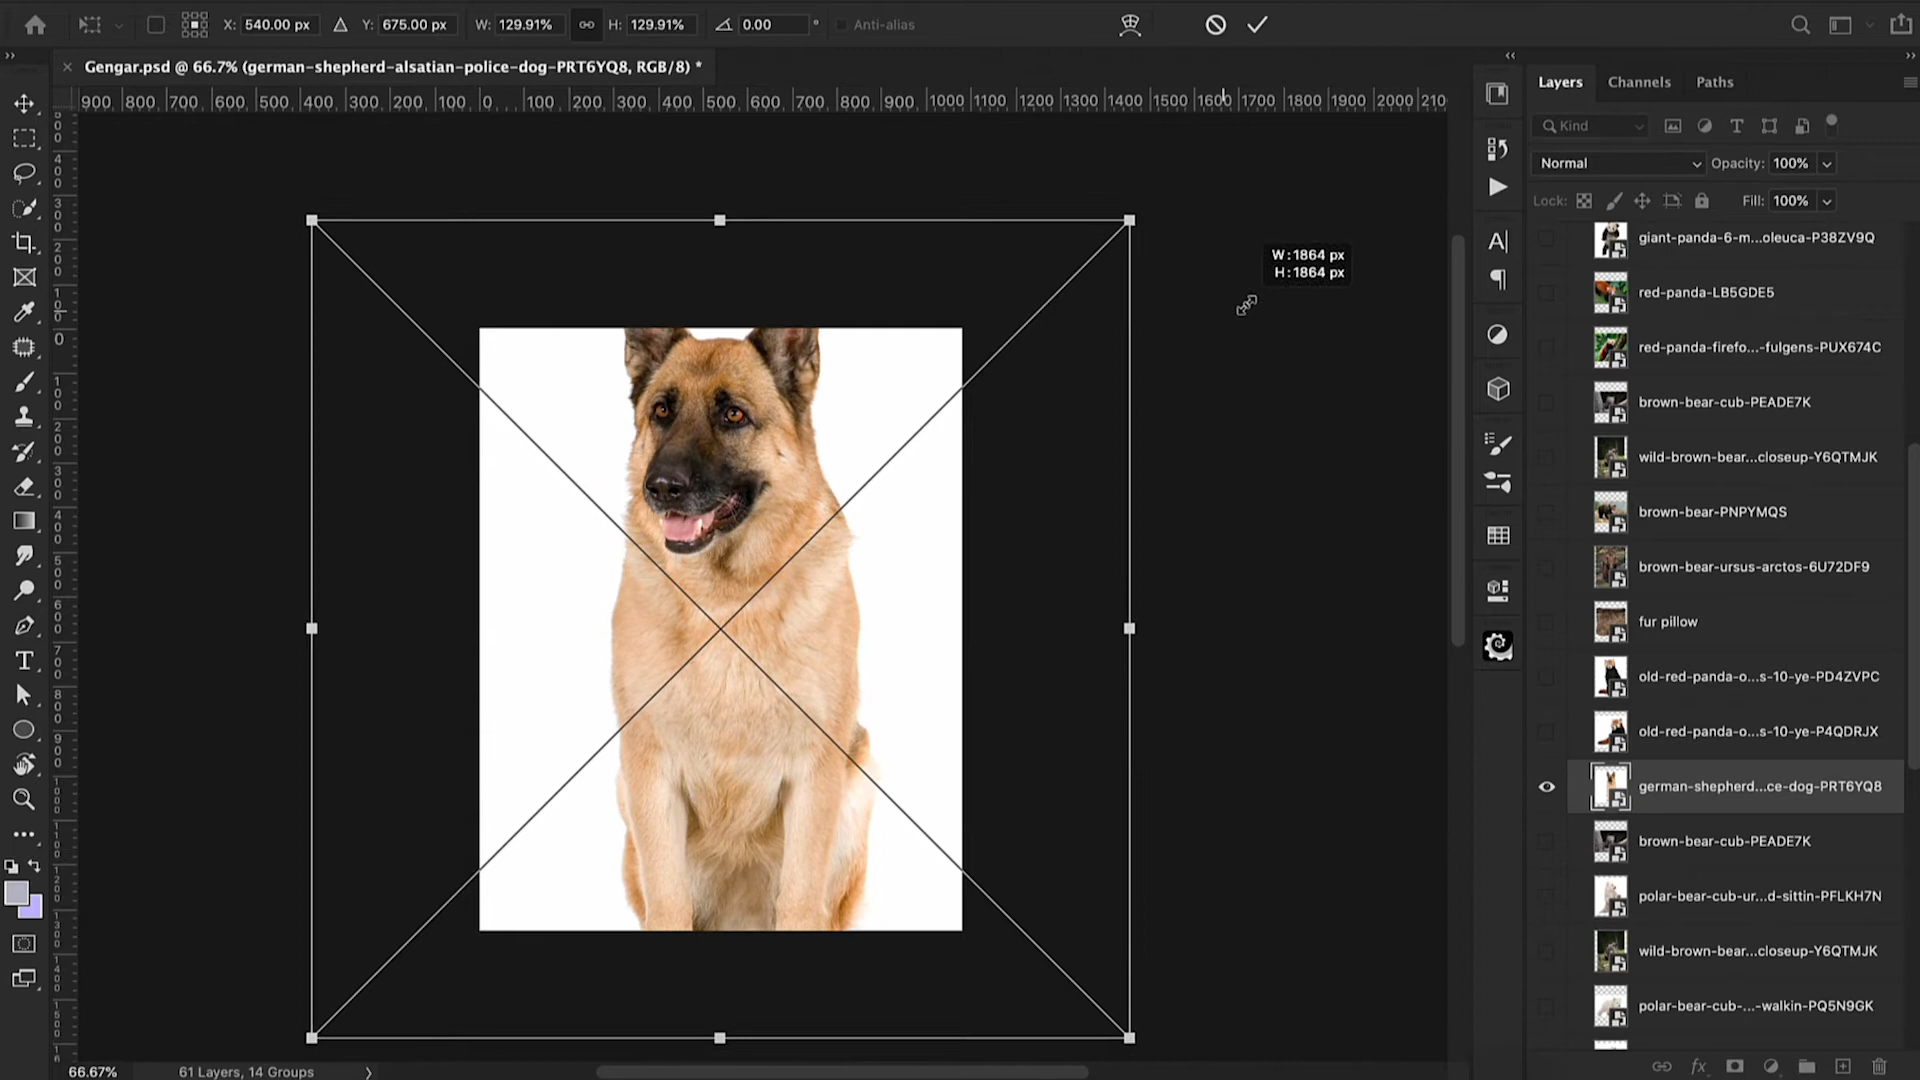 X: 540.00 px Y: 675.00 px W: 129.91% H: 129.91% 0.00 ° Anti-alias
Gengar.psd @ 66.7% (german-shepherd-alsatian-police-dog-PRT6YQ8, RGB/8) *
900 800 700 600 500 400 300 200 100 0 100 200 300 400 500 600 700 800 900 1000 1100 1200 1300 1400 1500 1600 1700 1800 1900 2000 210
W: 1864 px
H: 1864 px
Layers Channels Paths
Kind
Normal Opacity: 100%
Lock: Fill: 100%
giant-panda-6-m...oleuca-P38ZV9Q
red-panda-LB5GDE5
red-panda-firefo...-fulgens-PUX674C
brown-bear-cub-PEADE7K
wild-brown-bear...closeup-Y6QTMJK
brown-bear-PNPYMQS
brown-bear-ursus-arctos-6U72DF9
fur pillow
old-red-panda-o...s-10-ye-PD4ZVPC
old-red-panda-o...s-10-ye-P4QDRJX
german-shepherd...ce-dog-PRT6YQ8
brown-bear-cub-PEADE7K
polar-bear-cub-ur...d-sittin-PFLKH7N
wild-brown-bear...closeup-Y6QTMJK
polar-bear-cub-...-walkin-PQ5N9GK
66.67% 61 Layers, 14 Groups